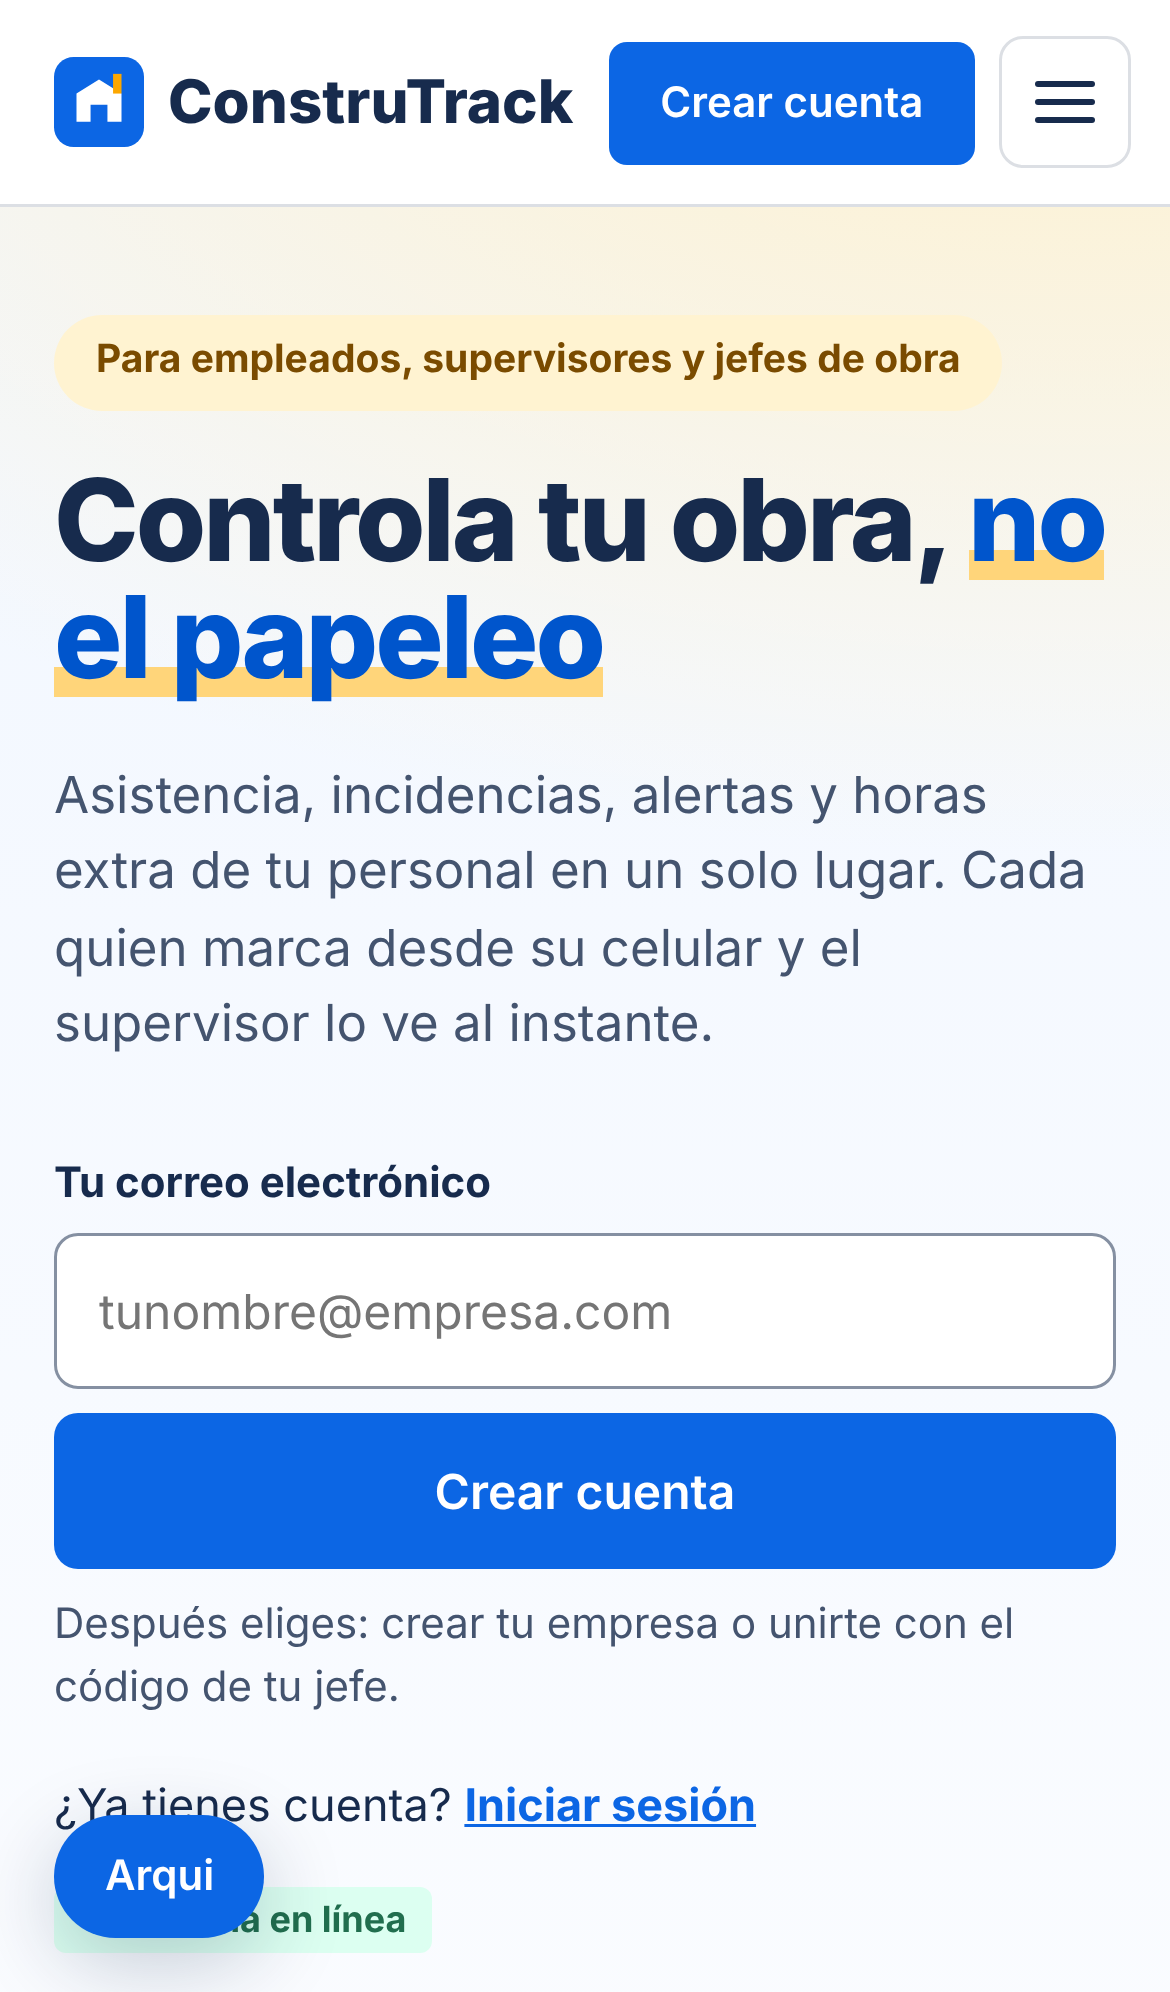 ConstruTrack
Crear cuenta
Para empleados, supervisores y jefes de obra
Controla tu obra, no
el papeleo
Asistencia, incidencias, alertas y horas
extra de tu personal en un solo lugar. Cada
quien marca desde su celular y el
supervisor lo ve al instante.
Tu correo electrónico
tunombre@empresa.com
Crear cuenta
Después eliges: crear tu empresa o unirte con el
código de tu jefe.
¿Ya tienes cuenta? Iniciar sesión
Arqui
en línea